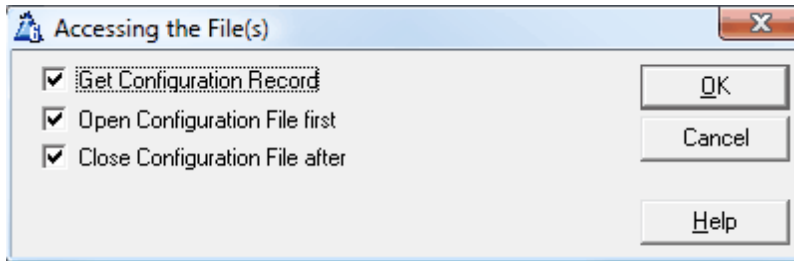 Accessing the File(s)
Get Configuration Record
Open Configuration File first
Close Configuration File after
OK
Cancel
Help